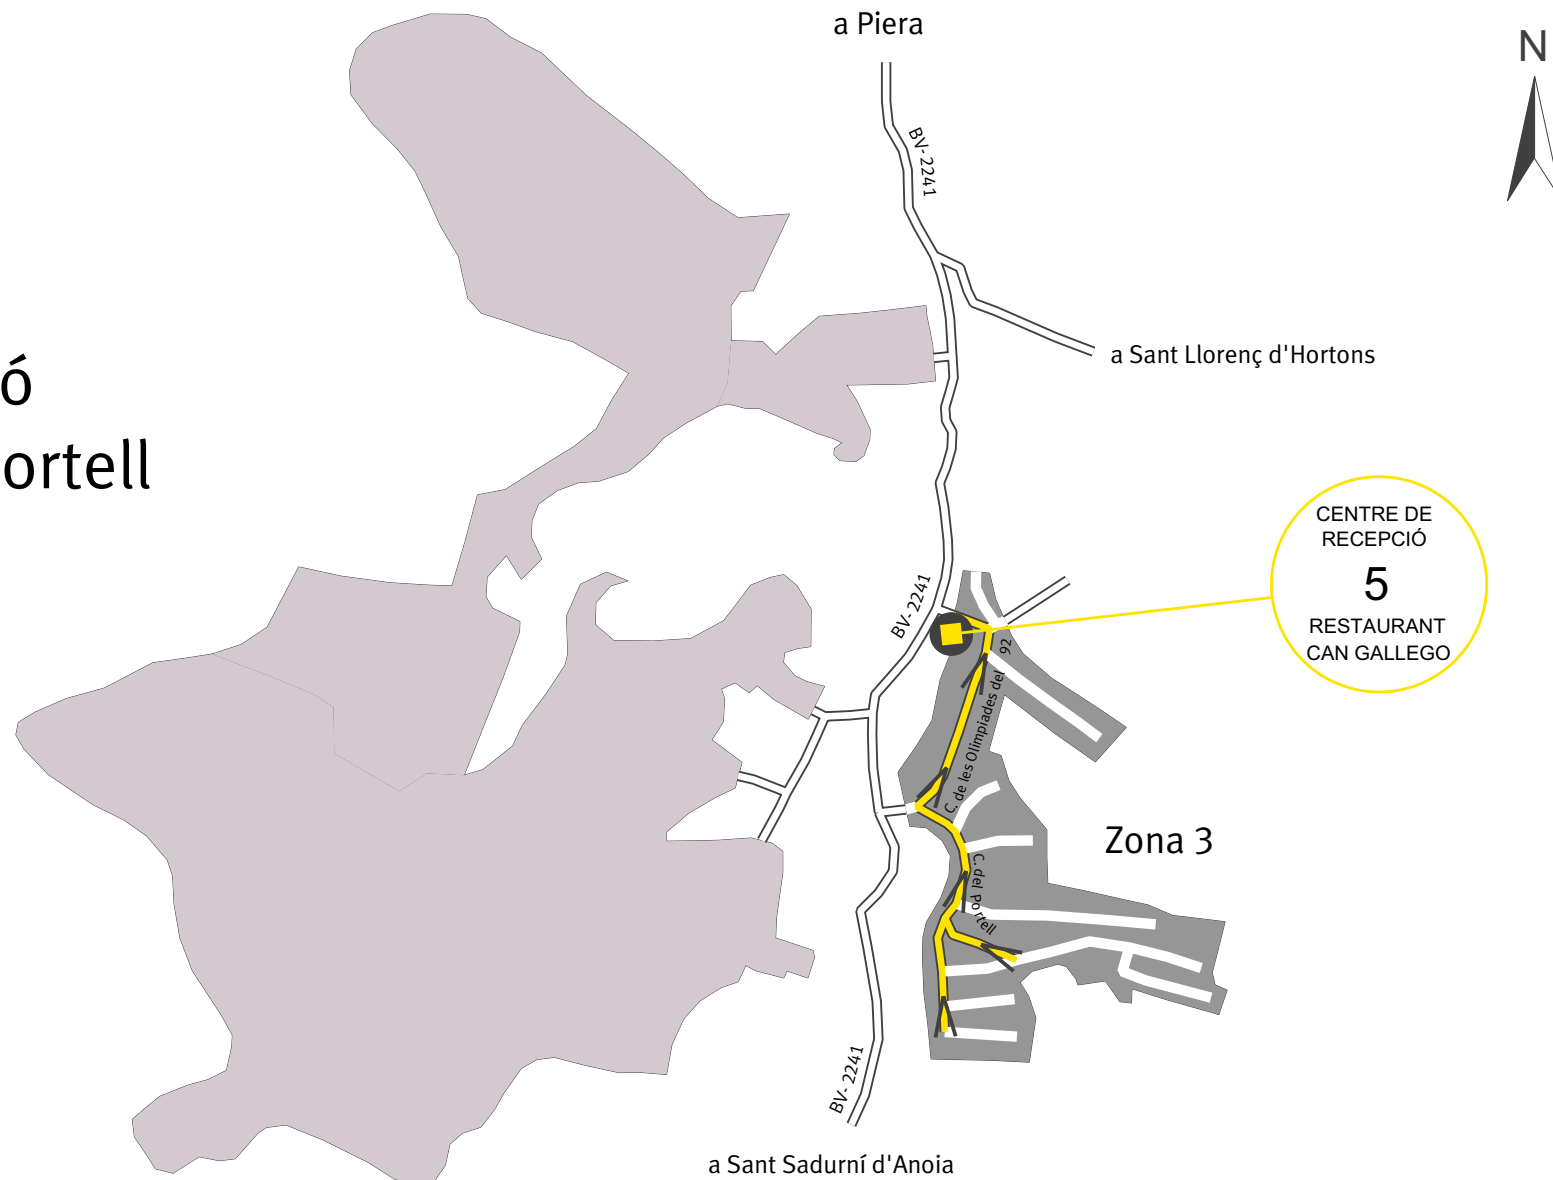 a Piera
N
BV-2241
a Sant Llorenç d'Hortons
ó
ortell
CENTRE DE
RECEPCIÓ
5
RESTAURANT
CAN GALLEGO
BV-2241
C. de les Olimpiades del 92
Zona 3
C. del Portell
BV-2241
a Sant Sadurní d'Anoia